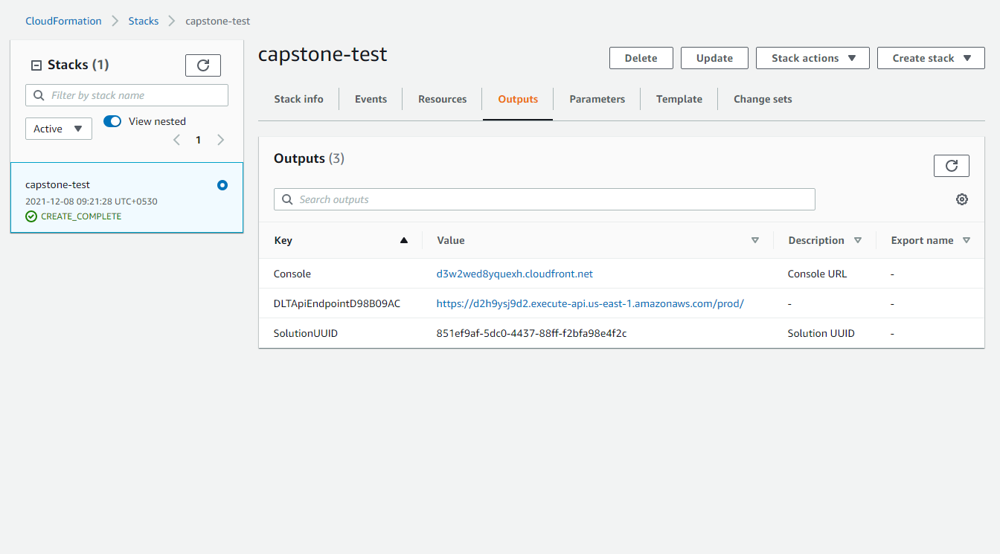 CloudFormation Stacks capstone-test
Stacks (1)
Filter by stack name
Active View nested
1
capstone-test
2021-12-08 09:21:28 UTC+0530
CREATE_COMPLETE
capstone-test
Delete Update Stack actions Create stack
Stack info Events Resources Outputs Parameters Template Change sets
Outputs (3)
Search outputs
Key Value Description Export name
Console d3w2wed8yquexh.cloudfront.net Console URL -
DLTApiEndpointD98B09AC https://d2h9ysj9d2.execute-api.us-east-1.amazonaws.com/prod/ - -
SolutionUUID 851ef9af-5dc0-4437-88ff-f2bfa98e4f2c Solution UUID -